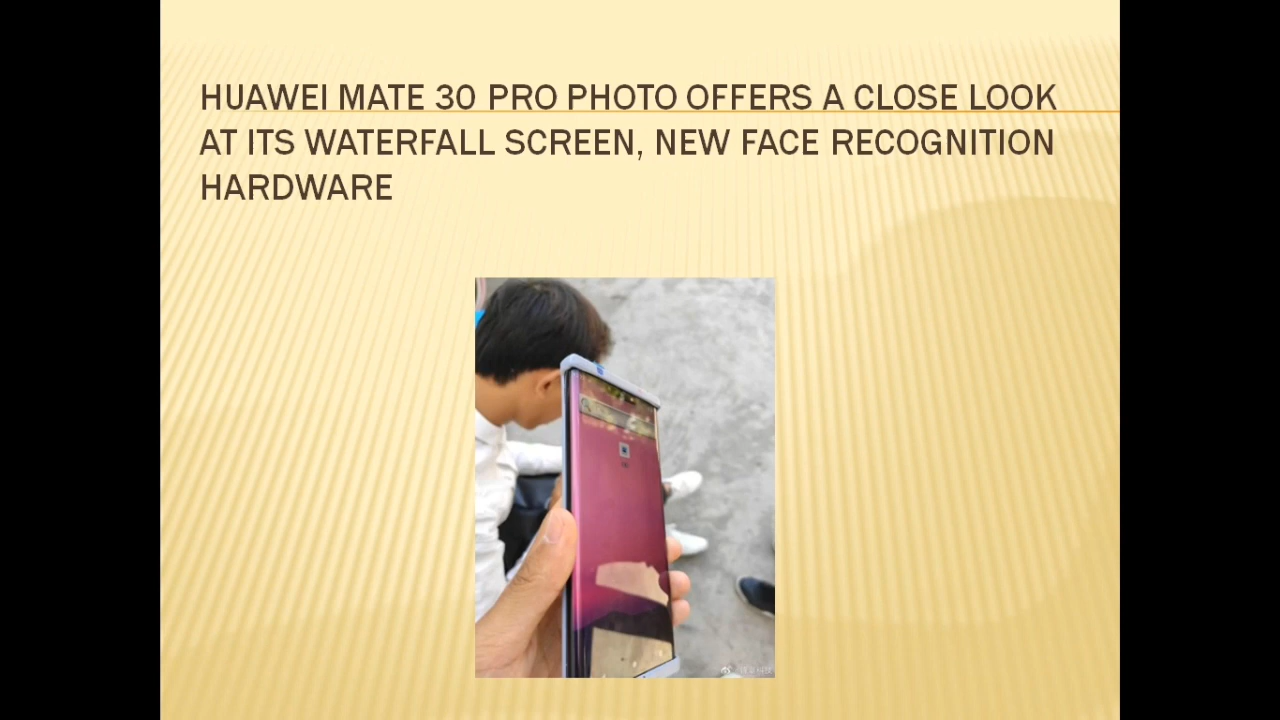 HUAWEI MATE 30 PRO PHOTO OFFERS A CLOSE LOOK
AT ITS WATERFALL SCREEN, NEW FACE RECOGNITION
HARDWARE